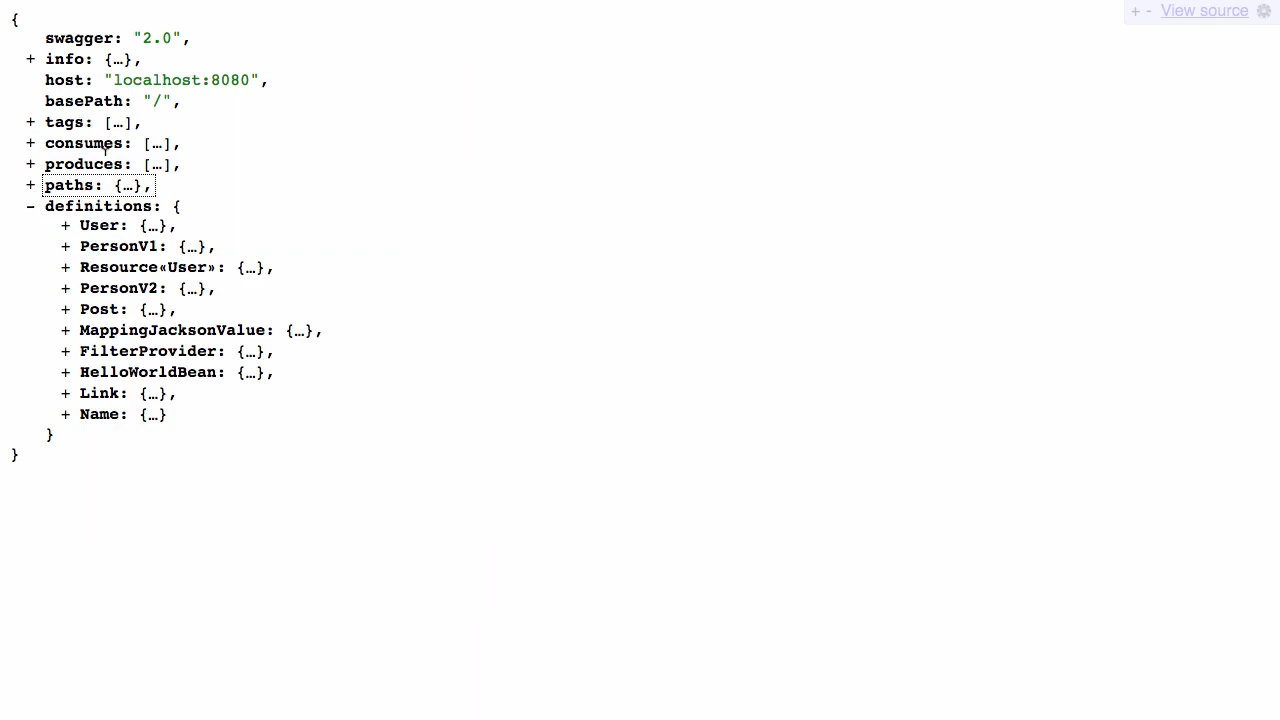 + - View source
{
swagger: "2.0",
+ info: {…},
host: "localhost:8080",
basePath: "/",
+ tags: […],
+ consumes: […],
+ produces: […],
+ paths: {…},
- definitions: {
+ User: {…},
+ PersonV1: {…},
+ Resource«User»: {…},
+ PersonV2: {…},
+ Post: {…},
+ MappingJacksonValue: {…},
+ FilterProvider: {…},
+ HelloWorldBean: {…},
+ Link: {…},
+ Name: {…}
}
}